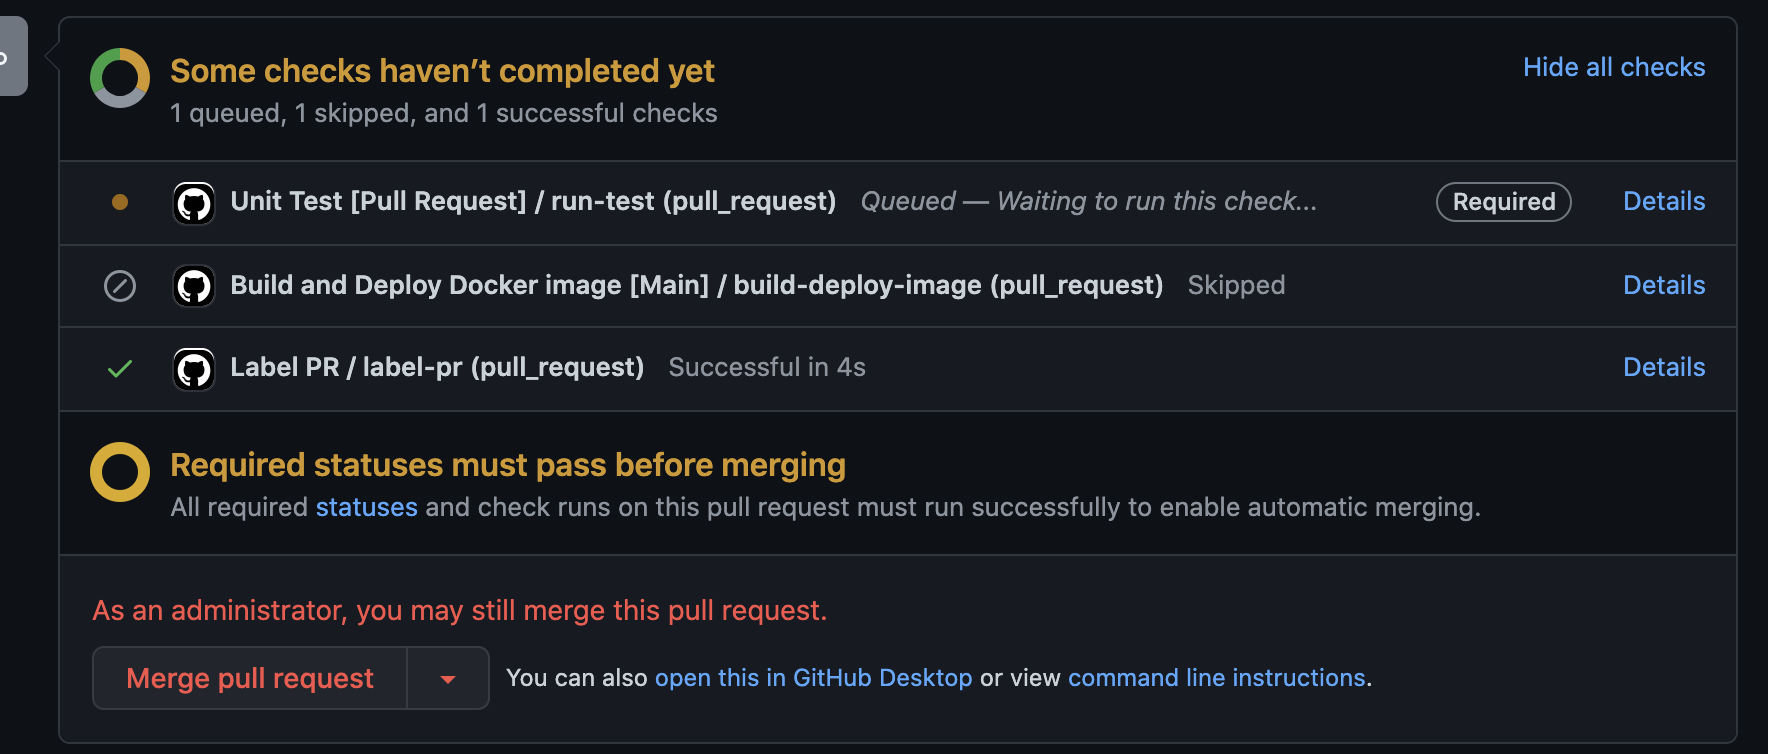 Some checks haven’t completed yet
Hide all checks
1 queued, 1 skipped, and 1 successful checks
Unit Test [Pull Request] / run-test (pull_request) Queued — Waiting to run this check... Required Details
Build and Deploy Docker image [Main] / build-deploy-image (pull_request) Skipped Details
Label PR / label-pr (pull_request) Successful in 4s Details
Required statuses must pass before merging
All required statuses and check runs on this pull request must run successfully to enable automatic merging.
As an administrator, you may still merge this pull request.
Merge pull request You can also open this in GitHub Desktop or view command line instructions.